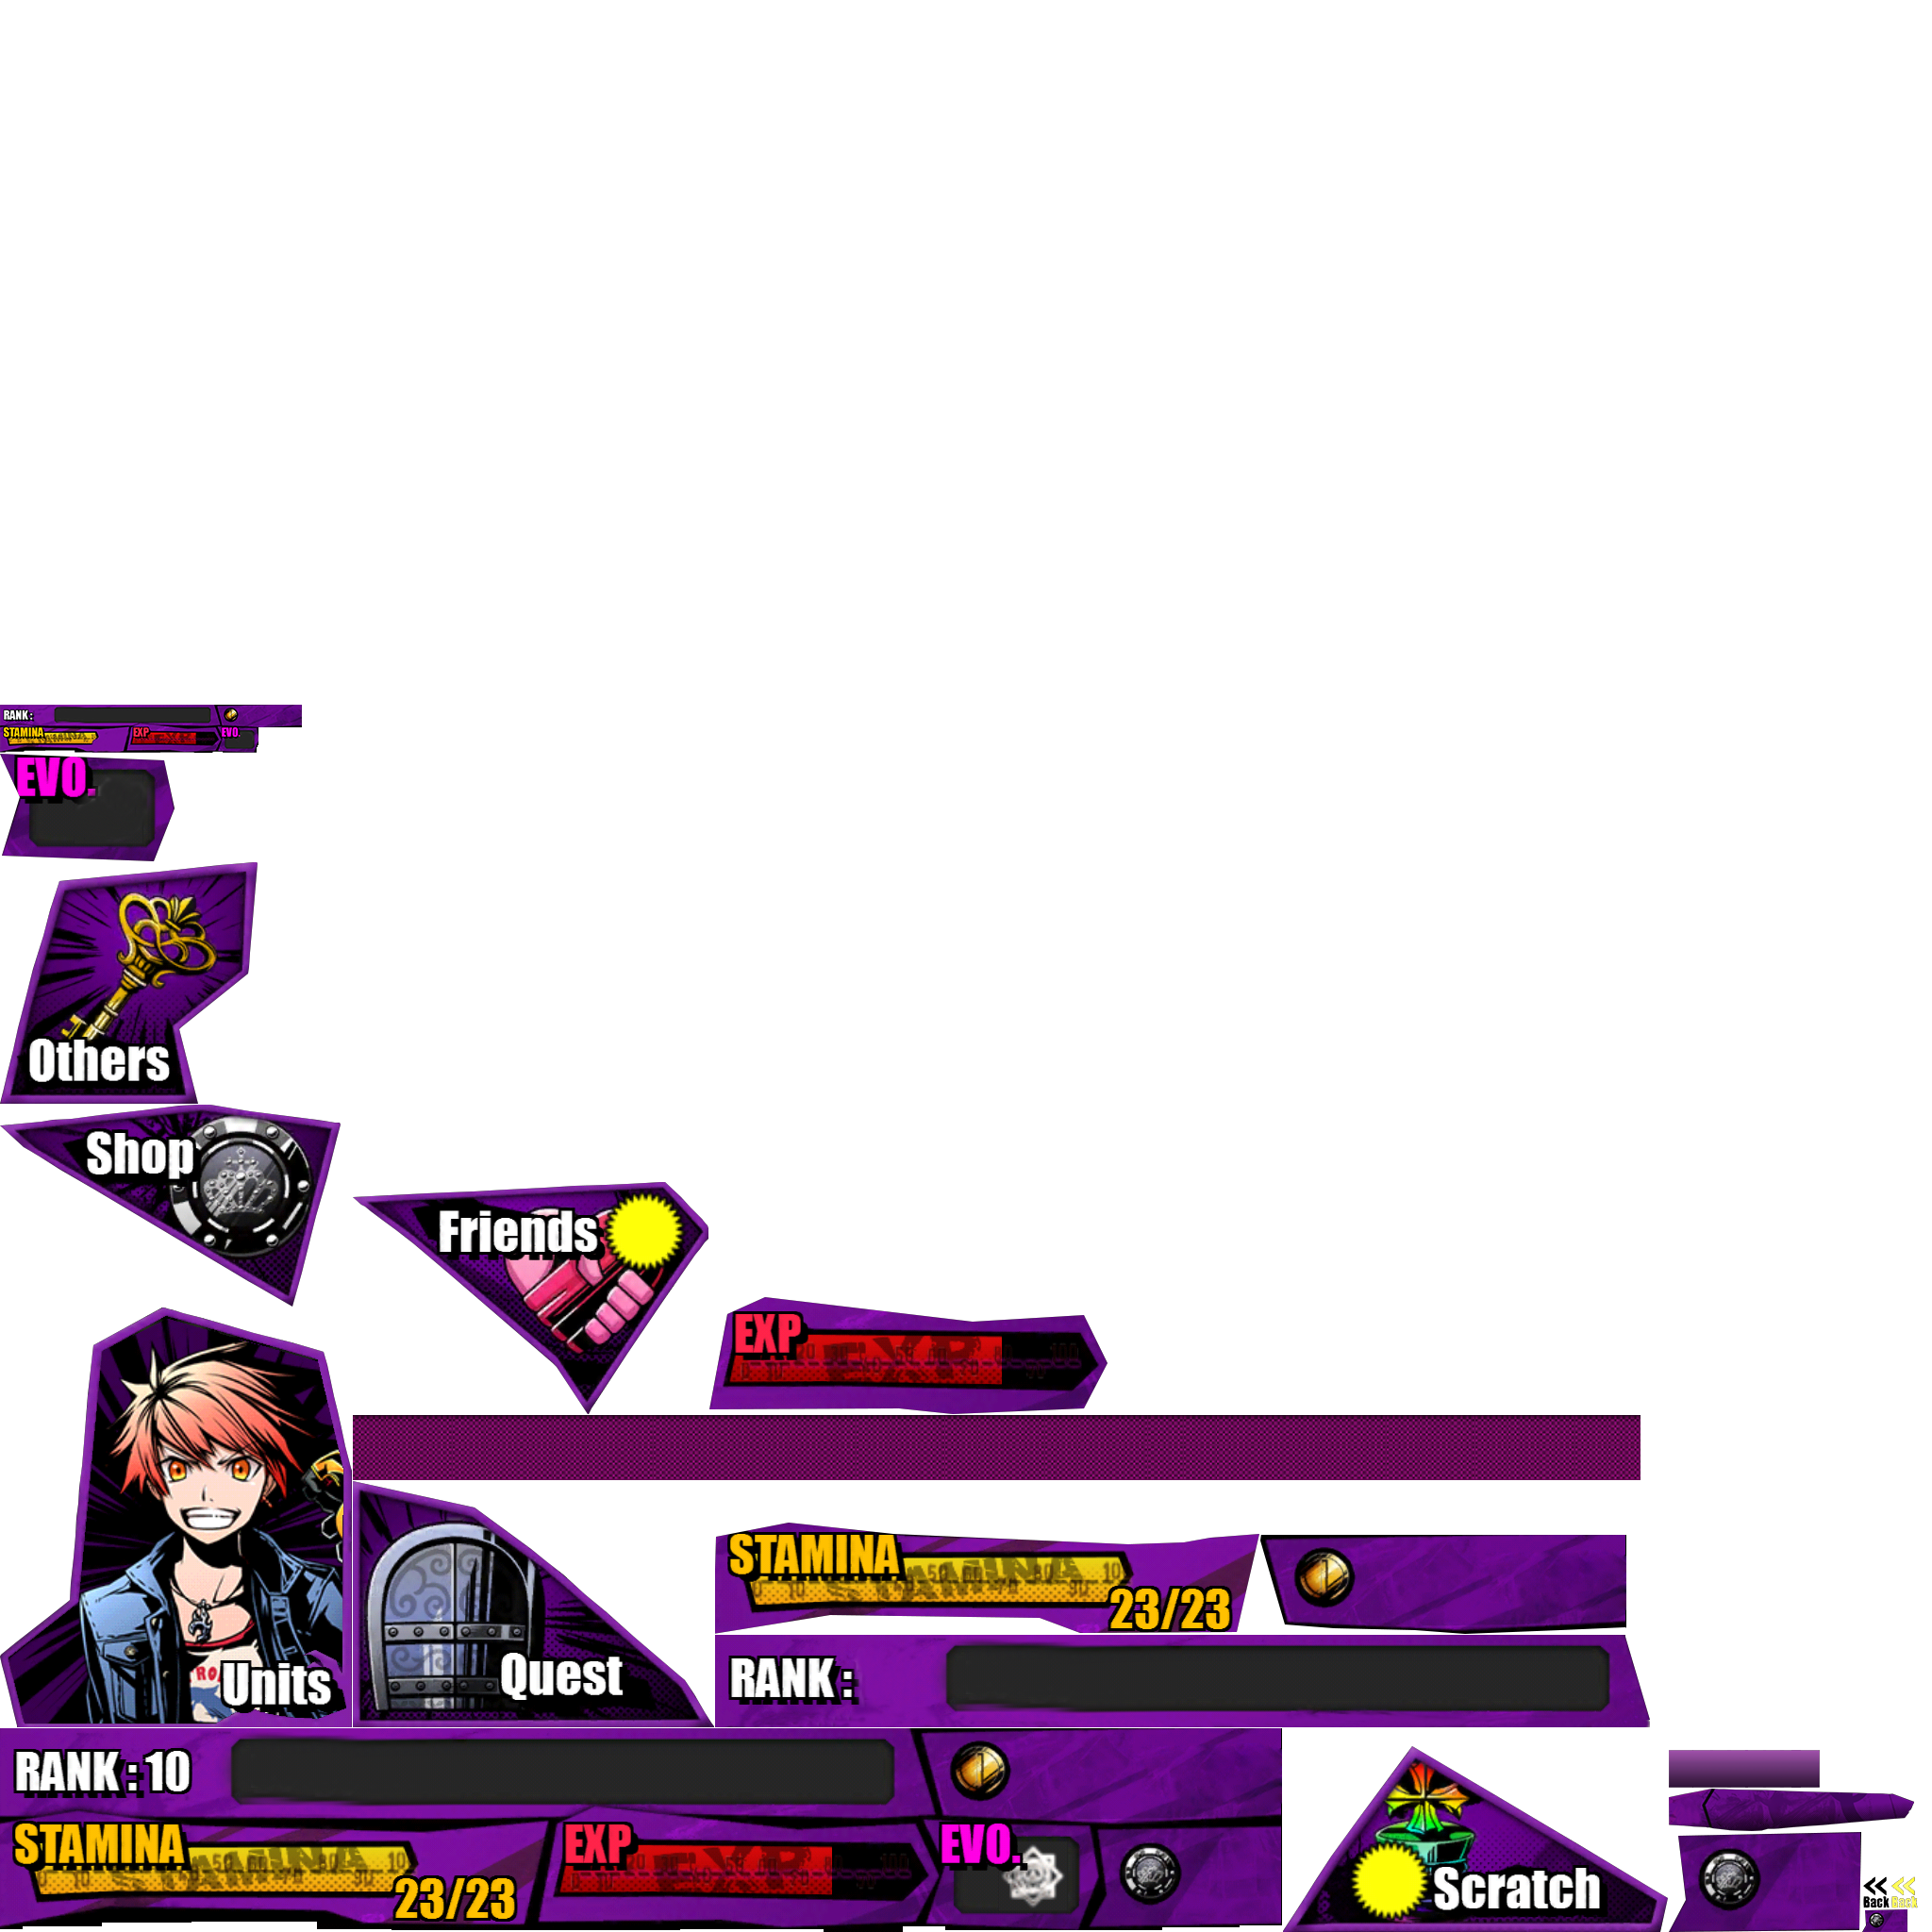 RANK :
STAMINA
EXP
EVO.
EVO.
Others
Shop
Friends
EXP
STAMINA
23/23
Units
Quest
RANK :
RANK : 10
STAMINA
23/23
EXP
EVO.
Scratch
Back Back